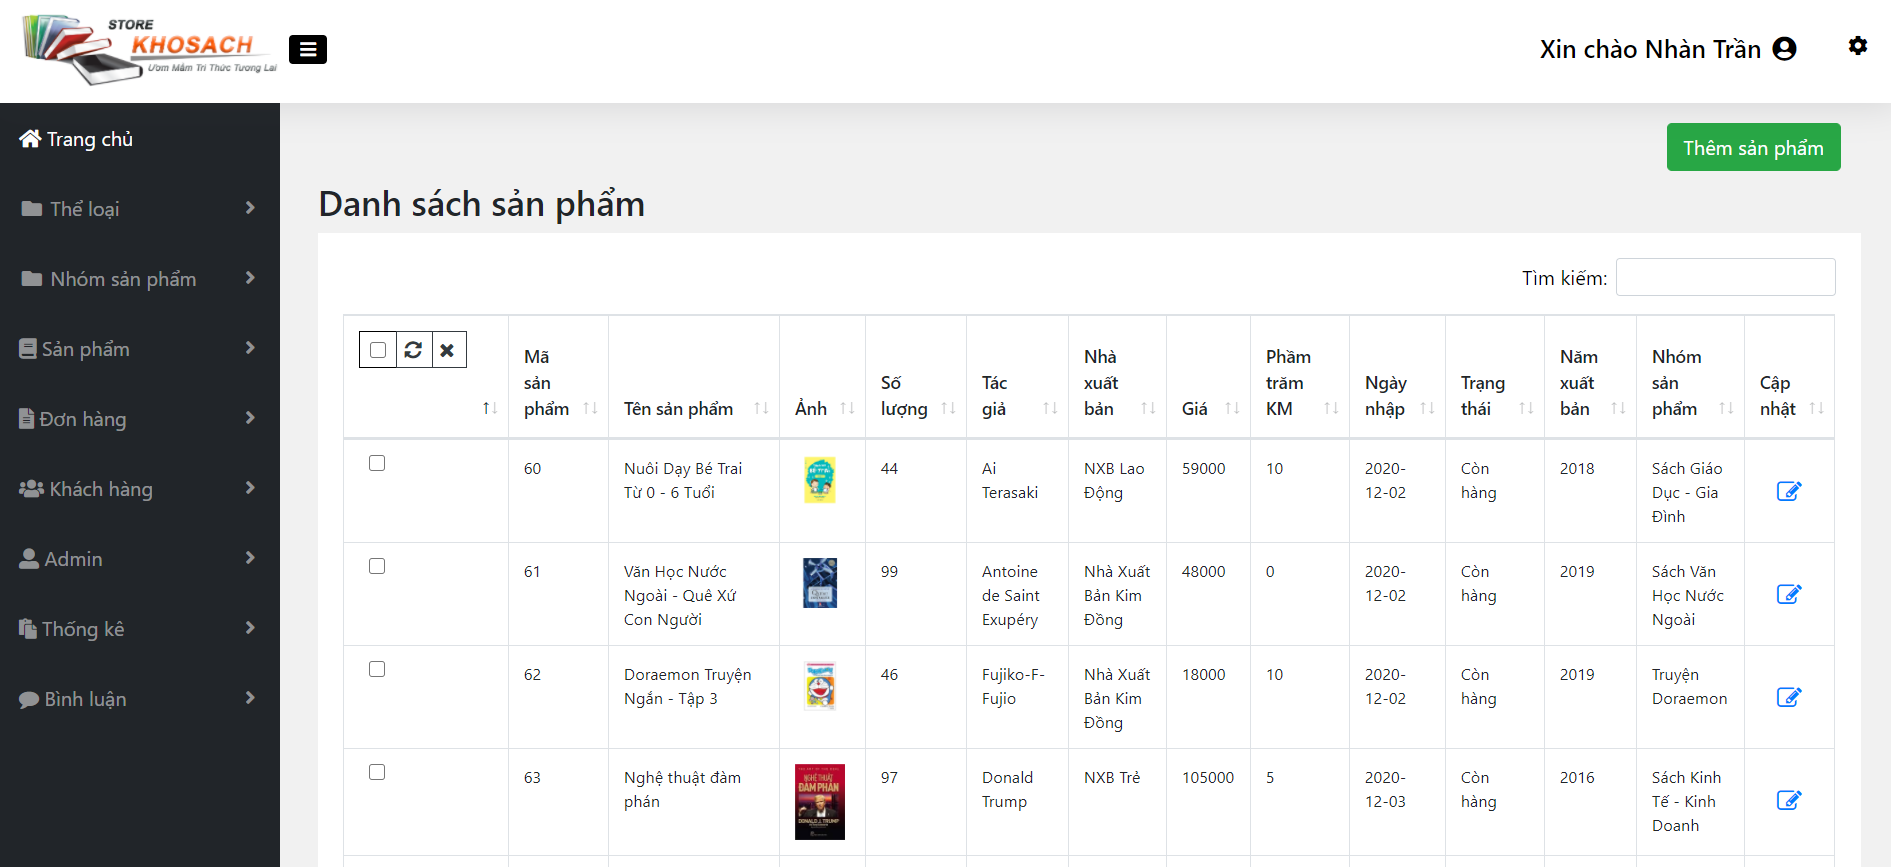 STORE
KHOSACH
Ươm Mầm Tri Thức Tương Lai
Xin chào Nhàn Trần
Trang chủ
Thể loại
Nhóm sản phẩm
Sản phẩm
Đơn hàng
Khách hàng
Admin
Thống kê
Bình luận
Thêm sản phẩm
Danh sách sản phẩm
Tìm kiếm:
Mã
sản
phẩm
Tên sản phẩm
Ảnh
Số
lượng
Tác
giả
Nhà
xuất
bản
Giá
Phầm
trăm
KM
Ngày
nhập
Trạng
thái
Năm
xuất
bản
Nhóm
sản
phẩm
Cập
nhật
60
Nuôi Dạy Bé Trai
Từ 0 - 6 Tuổi
44
Ai
Terasaki
NXB Lao
Động
59000
10
2020-
12-02
Còn
hàng
2018
Sách Giáo
Dục - Gia
Đình
61
Văn Học Nước
Ngoài - Quê Xứ
Con Người
99
Antoine
de Saint
Exupéry
Nhà Xuất
Bản Kim
Đồng
48000
0
2020-
12-02
Còn
hàng
2019
Sách Văn
Học Nước
Ngoài
62
Doraemon Truyện
Ngắn - Tập 3
46
Fujiko-F-
Fujio
Nhà Xuất
Bản Kim
Đồng
18000
10
2020-
12-02
Còn
hàng
2019
Truyện
Doraemon
63
Nghệ thuật đàm
phán
NGHỆ THUẬT
ĐÀM PHÁN
DONALD J. TRUMP
97
Donald
Trump
NXB Trẻ
105000
5
2020-
12-03
Còn
hàng
2016
Sách Kinh
Tế - Kinh
Doanh